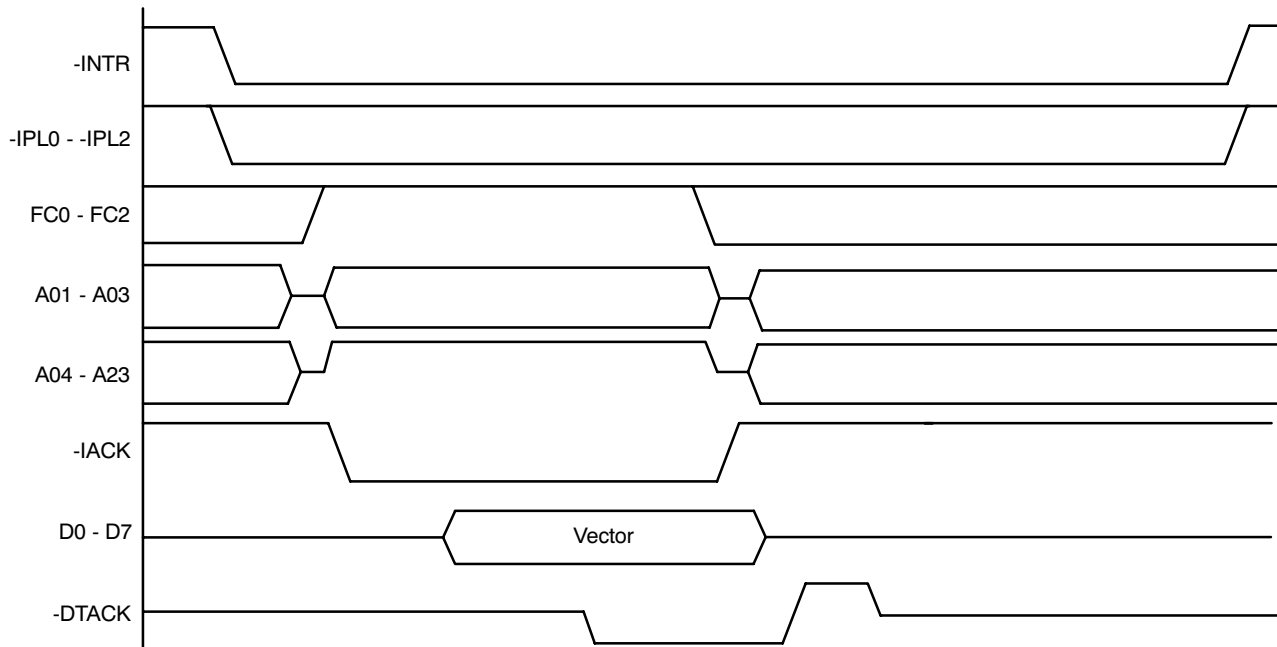 -INTR
-IPL0 - -IPL2
FC0 - FC2
A01 - A03
A04 - A23
-IACK
D0 - D7
Vector
-DTACK